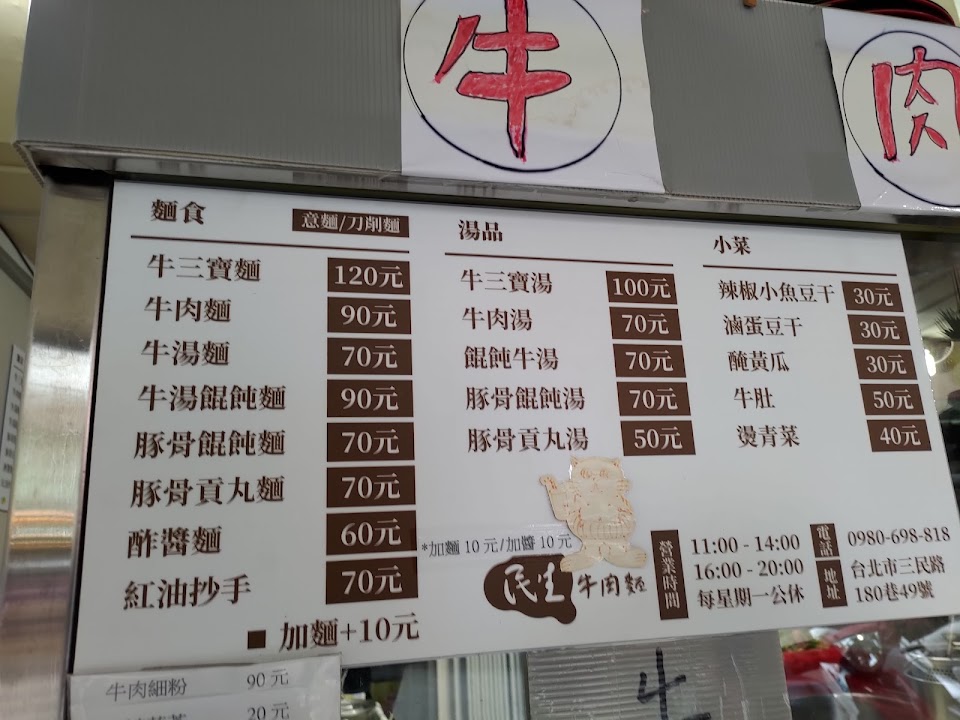 牛
肉
麵食
意麵/刀削麵
牛三寶麵 120元
牛肉麵 90元
牛湯麵 70元
牛湯餛飩麵 90元
豚骨餛飩麵 70元
豚骨貢丸麵 70元
酢醬麵 60元
紅油抄手 70元
■ 加麵+10元
湯品
牛三寶湯 100元
牛肉湯 70元
餛飩牛湯 70元
豚骨餛飩湯 70元
豚骨貢丸湯 50元
*加麵 10 元/加醬 10 元
小菜
辣椒小魚豆干 30元
滷蛋豆干 30元
醃黃瓜 30元
牛肚 50元
燙青菜 40元
民生 牛肉麵
營業時間
11:00 - 14:00
16:00 - 20:00
每星期一公休
電話 0980-698-818
地址 台北市三民路
180巷49號
牛肉細粉 90元
20元
牛